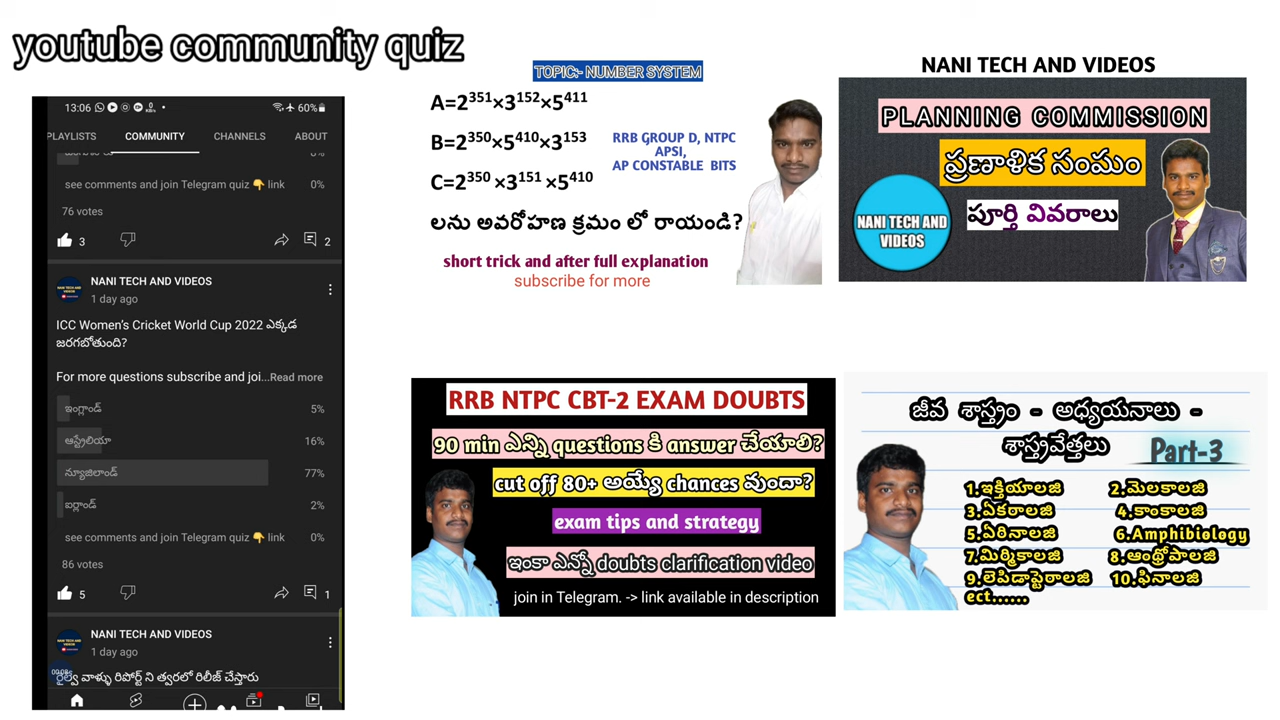 youtube community quiz
13:06 60%
PLAYLISTS COMMUNITY CHANNELS ABOUT
see comments and join Telegram quiz 👇 link 0%
76 votes
3 2
NANI TECH AND VIDEOS
1 day ago
ICC Women's Cricket World Cup 2022 ఎక్కడ
జరగబోతుంది?
For more questions subscribe and joi...Read more
ఇంగ్లాండ్ 5%
ఆస్ట్రేలియా 16%
న్యూజిలాండ్ 77%
ఐర్లాండ్ 2%
see comments and join Telegram quiz 👇 link 0%
86 votes
5 1
NANI TECH AND VIDEOS
1 day ago
రైల్వే వాళ్ళు రిపోర్ట్ ని త్వరలో రిలీజ్ చేస్తారు
TOPIC:- NUMBER SYSTEM
A=2³⁵¹×3¹⁵²×5⁴¹¹
B=2³⁵⁰×5⁴¹⁰×3¹⁵³
C=2³⁵⁰ ×3¹⁵¹ ×5⁴¹⁰
RRB GROUP D, NTPC
APSI,
AP CONSTABLE BITS
లను అవరోహణ క్రమం లో రాయండి?
short trick and after full explanation
subscribe for more
NANI TECH AND VIDEOS
PLANNING COMMISSION
ప్రణాళిక సంఘం
పూర్తి వివరాలు
NANI TECH AND
VIDEOS
RRB NTPC CBT-2 EXAM DOUBTS
90 min ఎన్ని questions కి answer చేయాలి?
cut off 80+ అయ్యే chances వుందా?
exam tips and strategy
ఇంకా ఎన్నో doubts clarification video
join in Telegram. -> link available in description
జీవ శాస్త్రం - అధ్యయనాలు -
శాస్త్రవేత్తలు Part-3
1.ఇక్తియాలజి 2.మెలకాలజి
3.ఏకరాలజి 4.కాంకాలజి
5.ఏరినాలజి 6.Amphibiology
7.మిర్మికాలజి 8.ఆంథ్రోపాలజి
9.లెపిడాప్టెరాలజి 10.ఫినాలజి
ect......